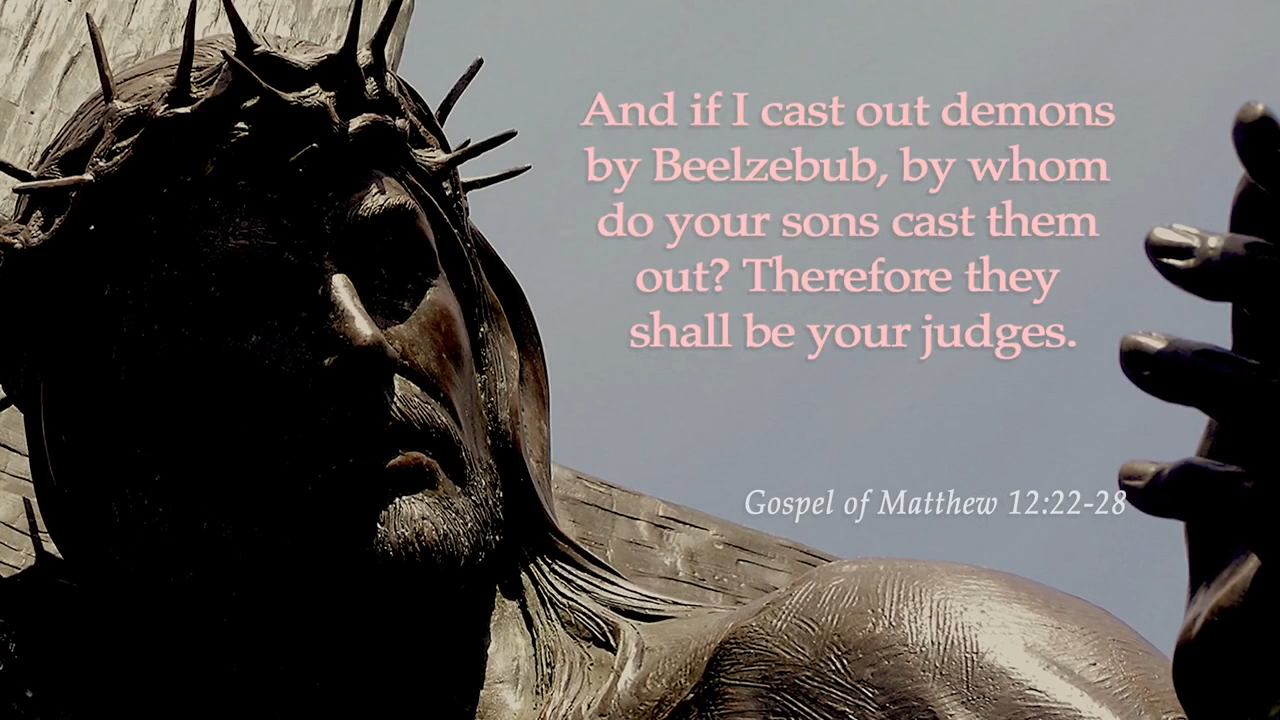 And if I cast out demons
by Beelzebub, by whom
do your sons cast them
out? Therefore they
shall be your judges.
Gospel of Matthew 12:22-28